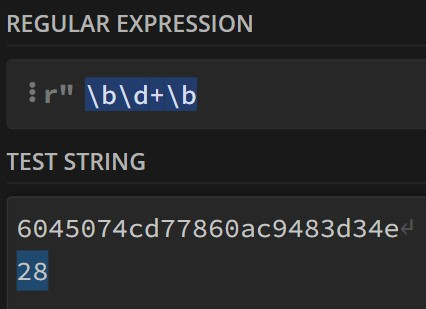 REGULAR EXPRESSION
⋮r" \b\d+\b
TEST STRING
6045074cd77860ac9483d34e↵
28